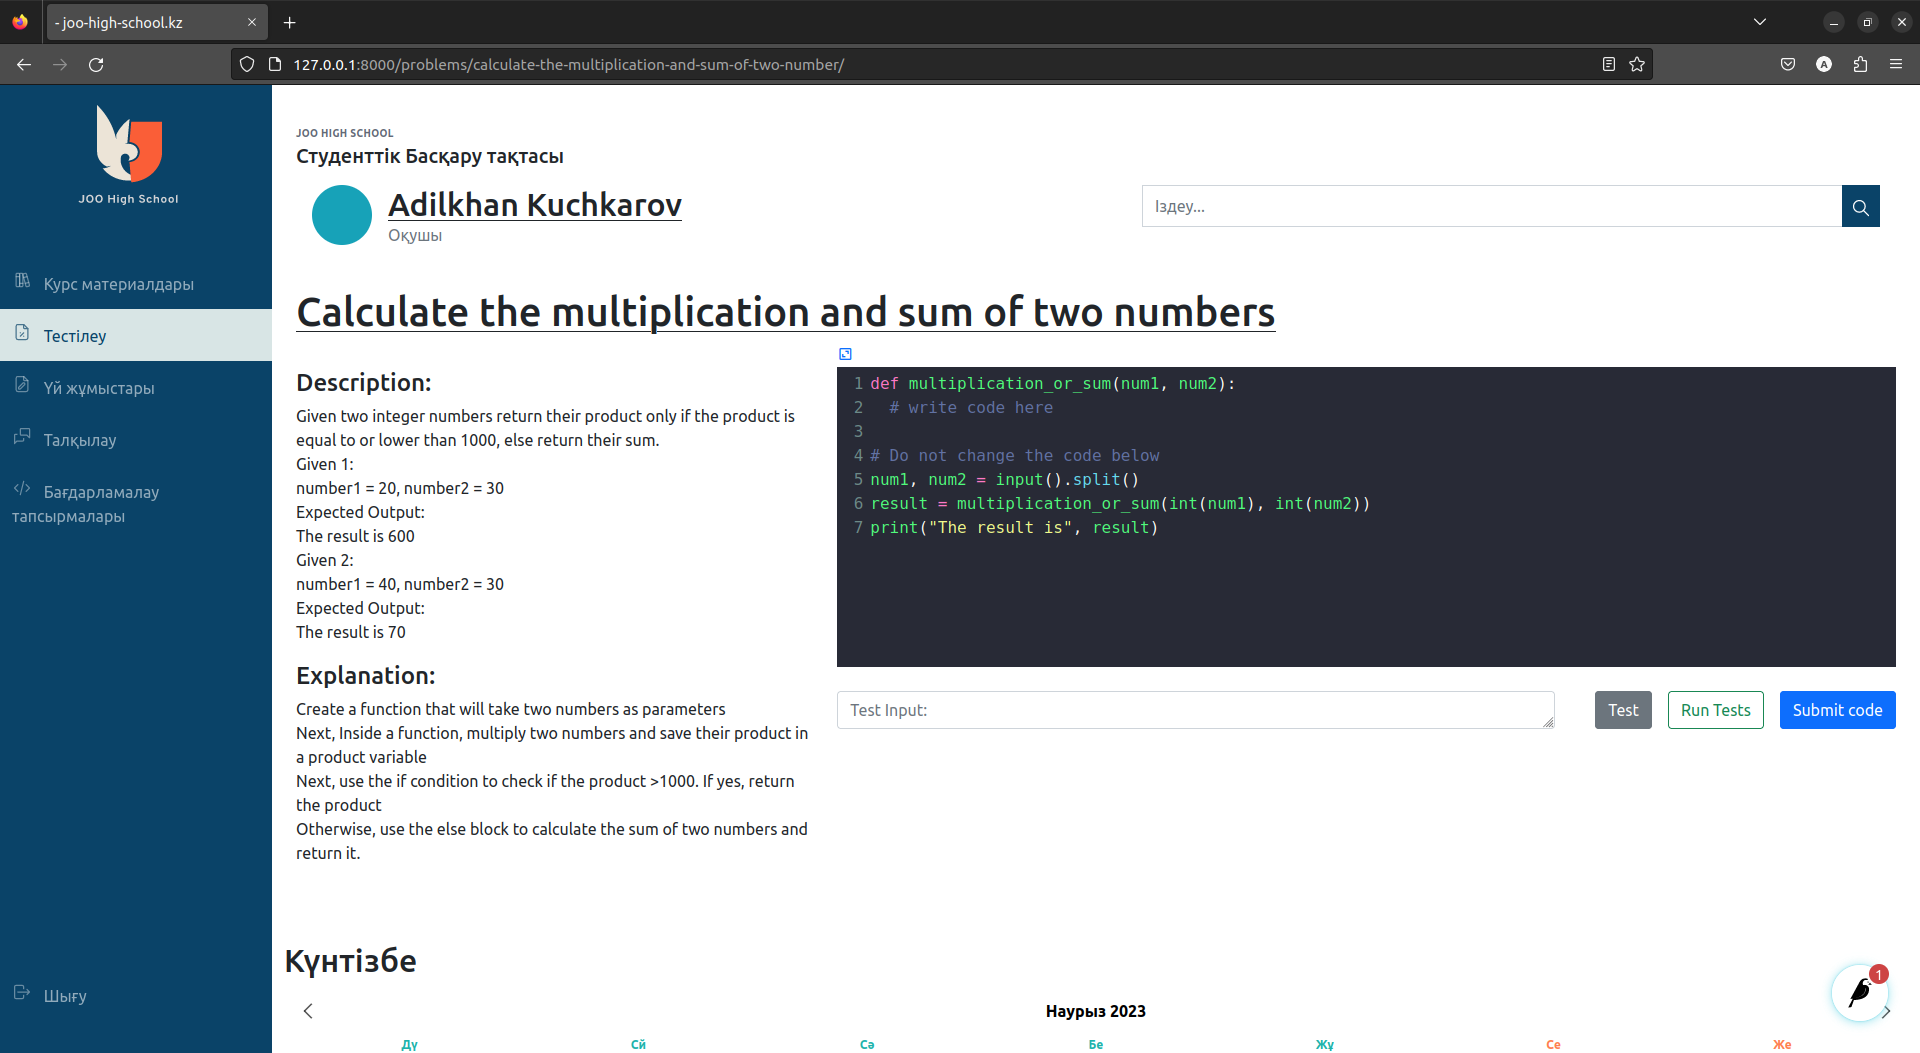 - joo-high-school.kz
127.0.0.1:8000/problems/calculate-the-multiplication-and-sum-of-two-number/
A
JOO High School
Курс материалдары
Тестілеу
Үй жұмыстары
Талқылау
Бағдарламалау
тапсырмалары
Шығу
JOO HIGH SCHOOL
Студенттік Басқару тақтасы
Adilkhan Kuchkarov
Оқушы
Іздеу...
Calculate the multiplication and sum of two numbers
Description:
Given two integer numbers return their product only if the product is
equal to or lower than 1000, else return their sum.
Given 1:
number1 = 20, number2 = 30
Expected Output:
The result is 600
Given 2:
number1 = 40, number2 = 30
Expected Output:
The result is 70
Explanation:
Create a function that will take two numbers as parameters
Next, Inside a function, multiply two numbers and save their product in
a product variable
Next, use the if condition to check if the product >1000. If yes, return
the product
Otherwise, use the else block to calculate the sum of two numbers and
return it.
1 def multiplication_or_sum(num1, num2):
2   # write code here
3
4 # Do not change the code below
5 num1, num2 = input().split()
6 result = multiplication_or_sum(int(num1), int(num2))
7 print("The result is", result)
Test Input:
Test
Run Tests
Submit code
Күнтізбе
1
Наурыз 2023
Дү Сй Сә Бе Жұ Се Же